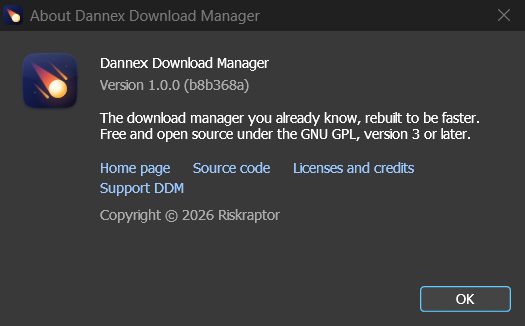 About Dannex Download Manager
Dannex Download Manager
Version 1.0.0 (b8b368a)
The download manager you already know, rebuilt to be faster.
Free and open source under the GNU GPL, version 3 or later.
Home page Source code Licenses and credits
Support DDM
Copyright © 2026 Riskraptor
OK